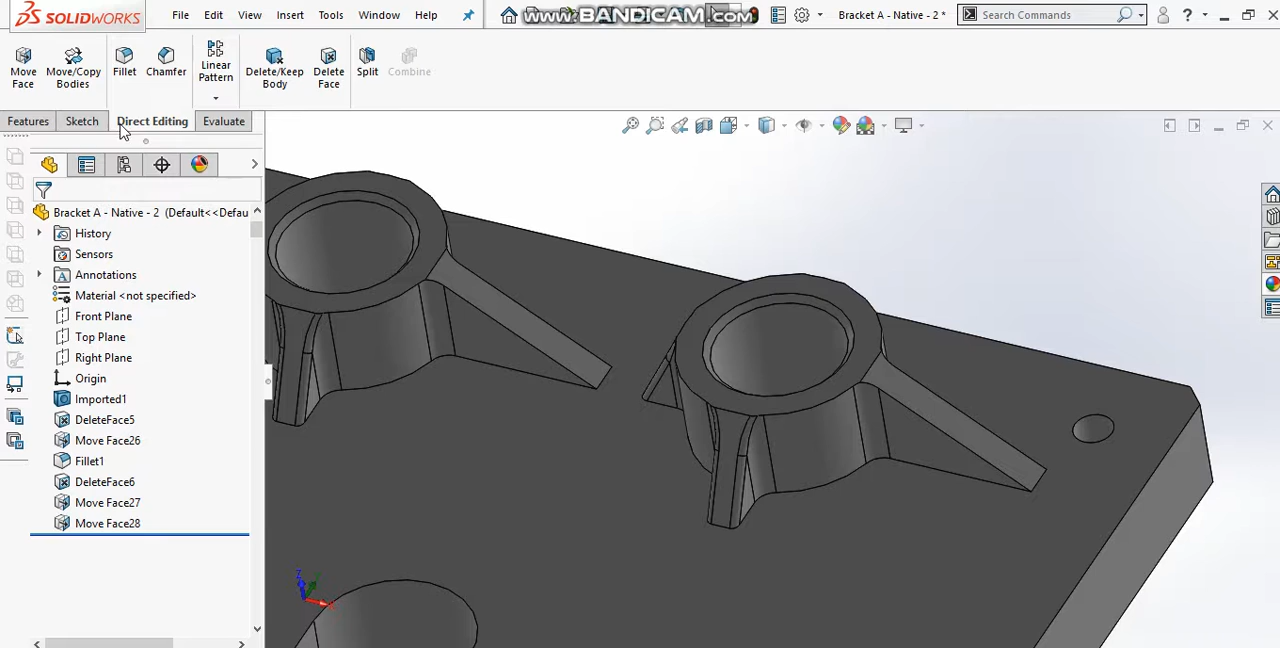 SOLIDWORKS
File Edit View Insert Tools Window Help
www.BANDICAM.com
Bracket A - Native - 2 *
Search Commands
?
Move Face
Move/Copy Bodies
Fillet
Chamfer
Linear Pattern
Delete/Keep Body
Delete Face
Split
Combine
Features Sketch Direct Editing Evaluate
Bracket A - Native - 2 (Default<<Defau
History
Sensors
Annotations
Material <not specified>
Front Plane
Top Plane
Right Plane
Origin
Imported1
DeleteFace5
Move Face26
Fillet1
DeleteFace6
Move Face27
Move Face28